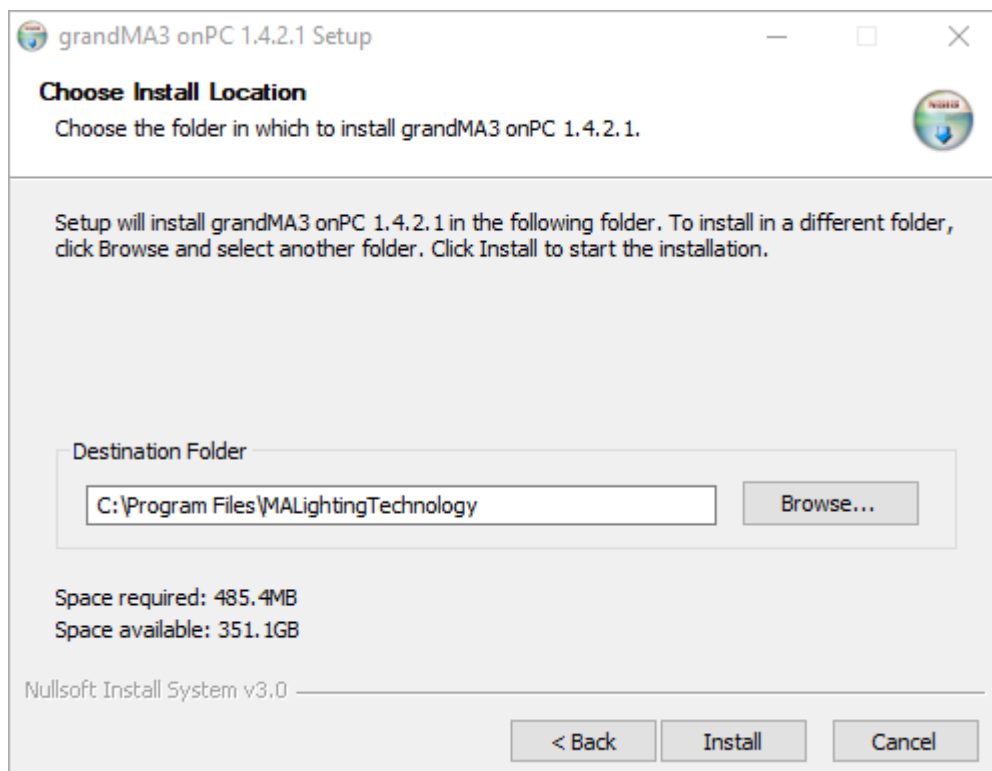 grandMA3 onPC 1.4.2.1 Setup
Choose Install Location
Choose the folder in which to install grandMA3 onPC 1.4.2.1.
Setup will install grandMA3 onPC 1.4.2.1 in the following folder. To install in a different folder,
click Browse and select another folder. Click Install to start the installation.
Destination Folder
C:\Program Files\MALightingTechnology
Browse...
Space required: 485.4MB
Space available: 351.1GB
Nullsoft Install System v3.0
< Back
Install
Cancel